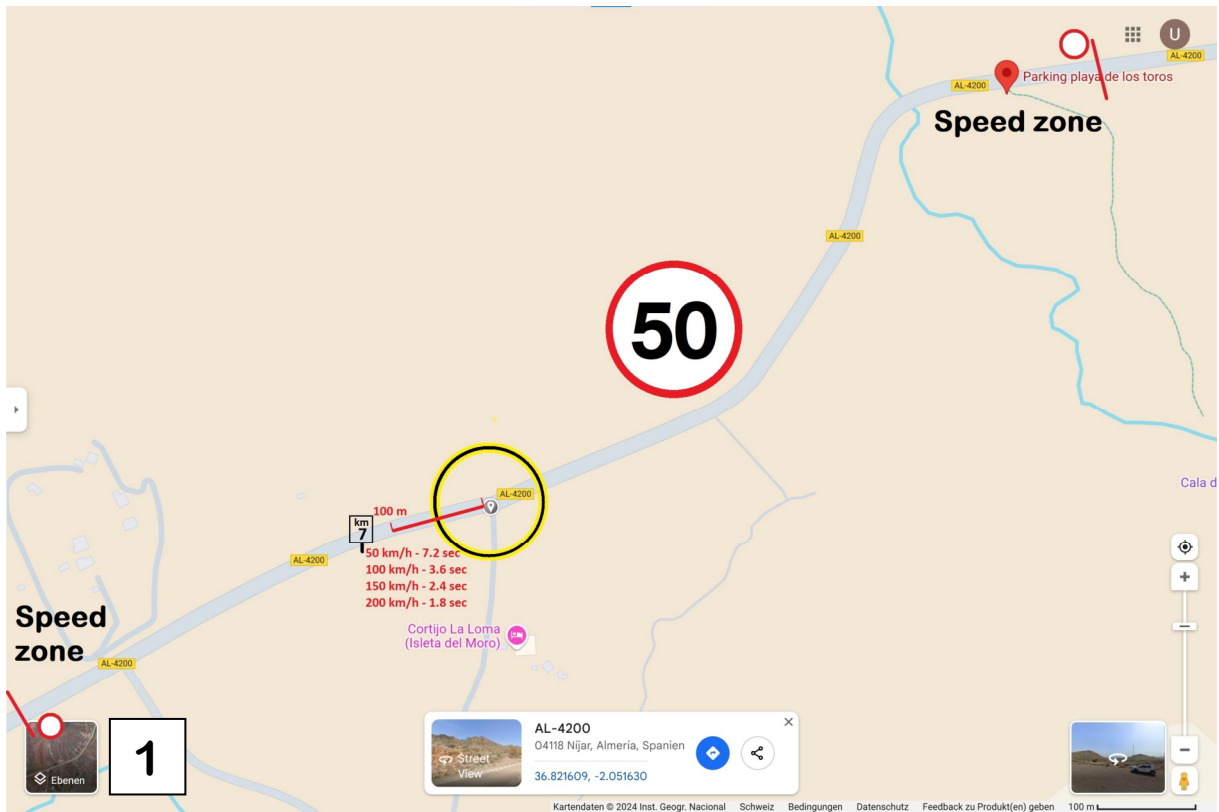 U
AL-4200
Parking playa de los toros
AL-4200
Speed zone
AL-4200
50
Cala d
AL-4200
100 m
km
7
50 km/h - 7.2 sec
100 km/h - 3.6 sec
150 km/h - 2.4 sec
200 km/h - 1.8 sec
AL-4200
Speed
zone
Cortijo La Loma
(Isleta del Moro)
AL-4200
Ebenen
1
Street
View
AL-4200
04118 Níjar, Almería, Spanien
36.821609, -2.051630
Kartendaten © 2024 Inst. Geogr. Nacional Schweiz Bedingungen Datenschutz Feedback zu Produkt(en) geben 100 m